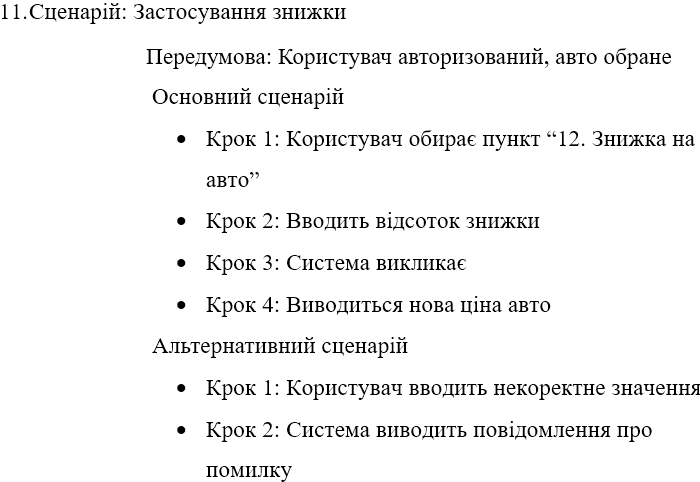 11.Сценарій: Застосування знижки
Передумова: Користувач авторизований, авто обране
Основний сценарій
• Крок 1: Користувач обирає пункт “12. Знижка на
авто”
• Крок 2: Вводить відсоток знижки
• Крок 3: Система викликає
• Крок 4: Виводиться нова ціна авто
Альтернативний сценарій
• Крок 1: Користувач вводить некоректне значення
• Крок 2: Система виводить повідомлення про
помилку